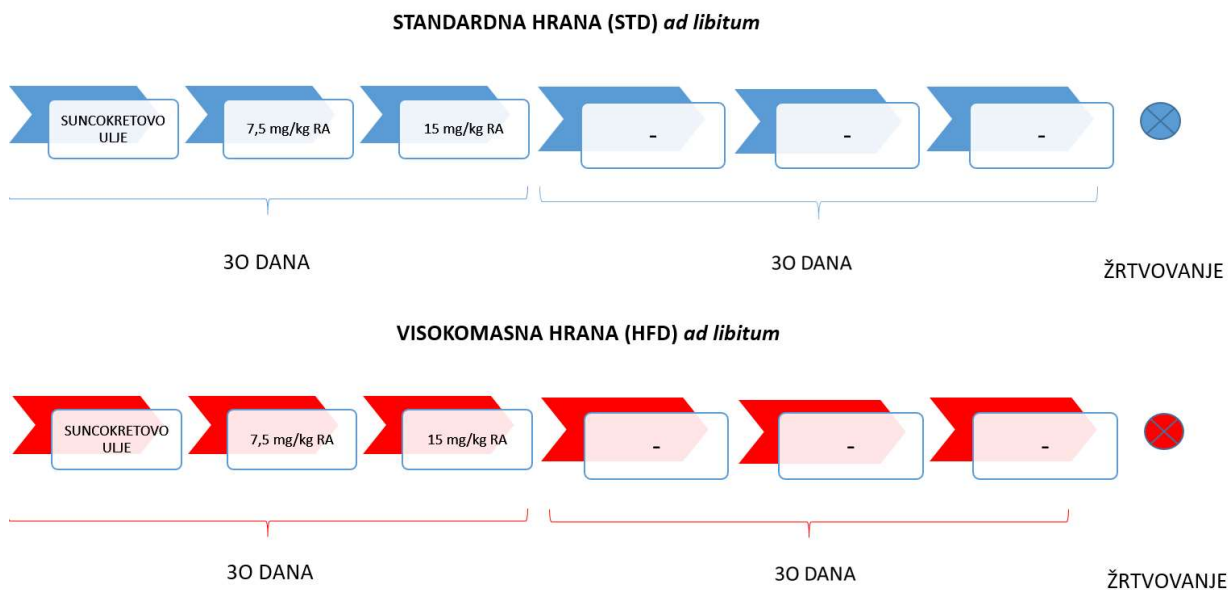 STANDARDNA HRANA (STD) ad libitum
SUNCOKRETOVO
ULJE
7,5 mg/kg RA
15 mg/kg RA
-
-
-
3O DANA
3O DANA
ŽRTVOVANJE
VISOKOMASNA HRANA (HFD) ad libitum
SUNCOKRETOVO
ULJE
7,5 mg/kg RA
15 mg/kg RA
-
-
-
3O DANA
3O DANA
ŽRTVOVANJE